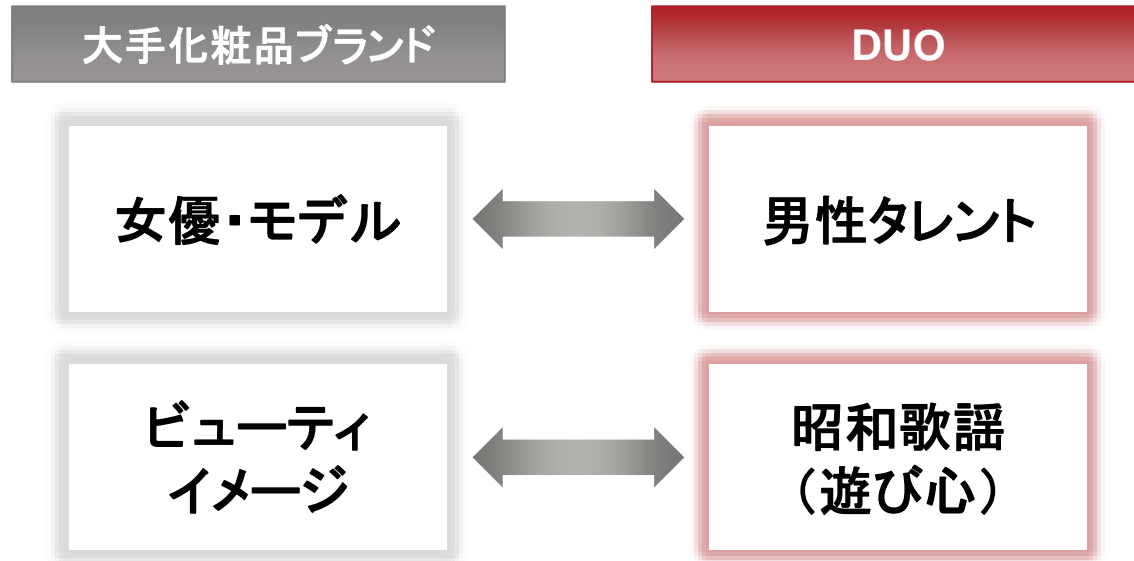 大手化粧品ブランド
DUO
女優・モデル
男性タレント
ビューティ
イメージ
昭和歌謡
（遊び心）